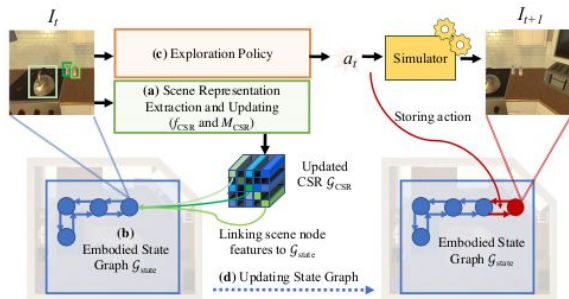 I_t
I_{t+1}
(c) Exploration Policy
a_t
Simulator
(a) Scene Representation
Extraction and Updating
(f_CSR and M_CSR)
Storing action
Updated
CSR 𝒢_CSR
(b)
Embodied State
Graph 𝒢_state
Linking scene node
features to 𝒢_state
(d) Updating State Graph
Embodied State
Graph 𝒢_state